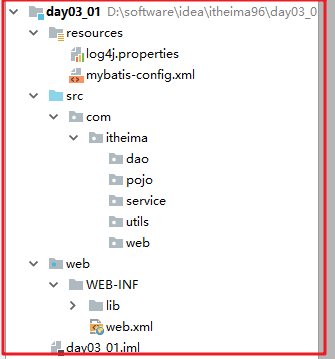 day03_01 D:\software\idea\itheima96\day03_0
resources
log4j.properties
mybatis-config.xml
src
com
itheima
dao
pojo
service
utils
web
web
WEB-INF
lib
web.xml
day03_01.iml